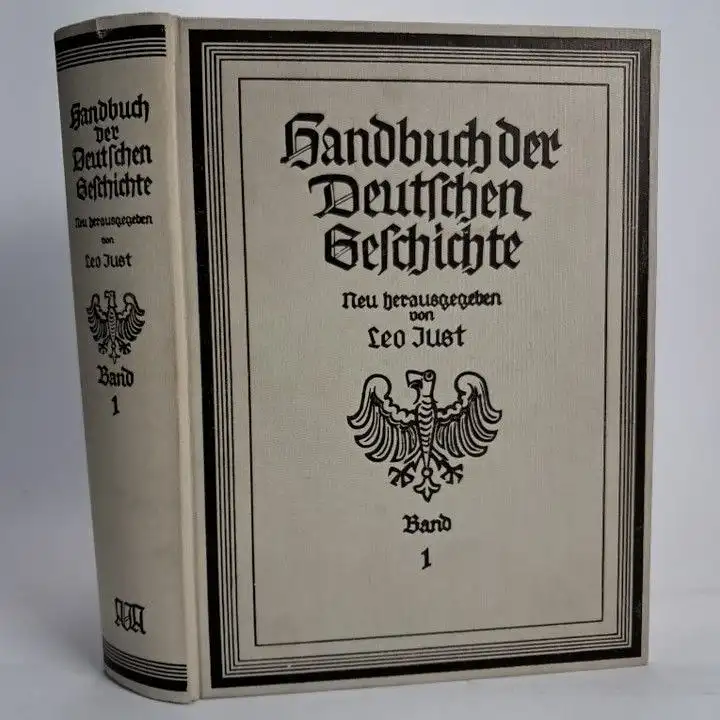 Handbuch
der
Deutschen
Geschichte
Neu herausgegeben
von
Leo Just
Band
1
Handbuch der
Deutschen
Geschichte
Neu herausgegeben
von
Leo Just
Band
1